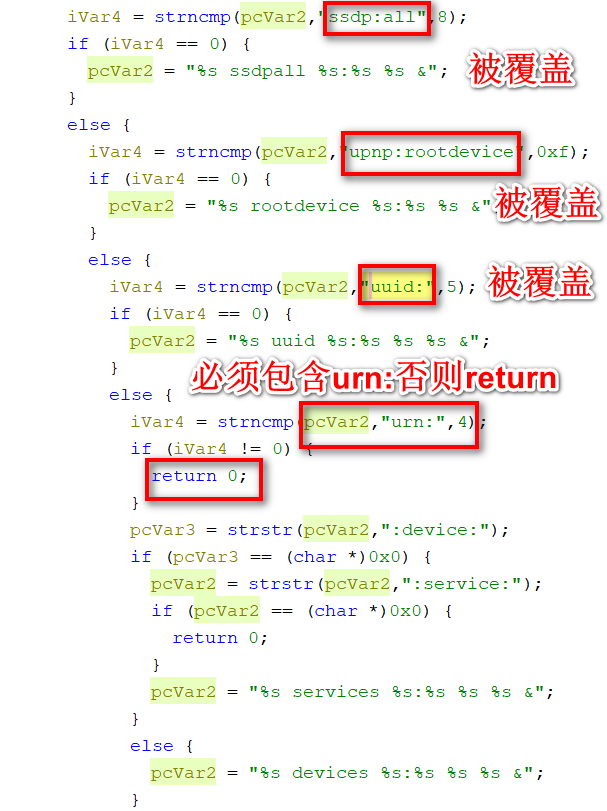 iVar4 = strncmp(pcVar2,"ssdp:all",8);
if (iVar4 == 0) {
pcVar2 = "%s ssdpall %s:%s %s &"; 被覆盖
}
else {
iVar4 = strncmp(pcVar2,"upnp:rootdevice",0xf);
if (iVar4 == 0) {
pcVar2 = "%s rootdevice %s:%s %s &" 被覆盖
}
else {
iVar4 = strncmp(pcVar2,"uuid:",5); 被覆盖
if (iVar4 == 0) {
pcVar2 = "%s uuid %s:%s %s %s &";
}
必须包含urn:否则return
else {
iVar4 = strncmp(pcVar2,"urn:",4);
if (iVar4 != 0) {
return 0;
}
pcVar3 = strstr(pcVar2,":device:");
if (pcVar3 == (char *)0x0) {
pcVar2 = strstr(pcVar2,":service:");
if (pcVar2 == (char *)0x0) {
return 0;
}
pcVar2 = "%s services %s:%s %s %s &";
}
else {
pcVar2 = "%s devices %s:%s %s %s &";
}